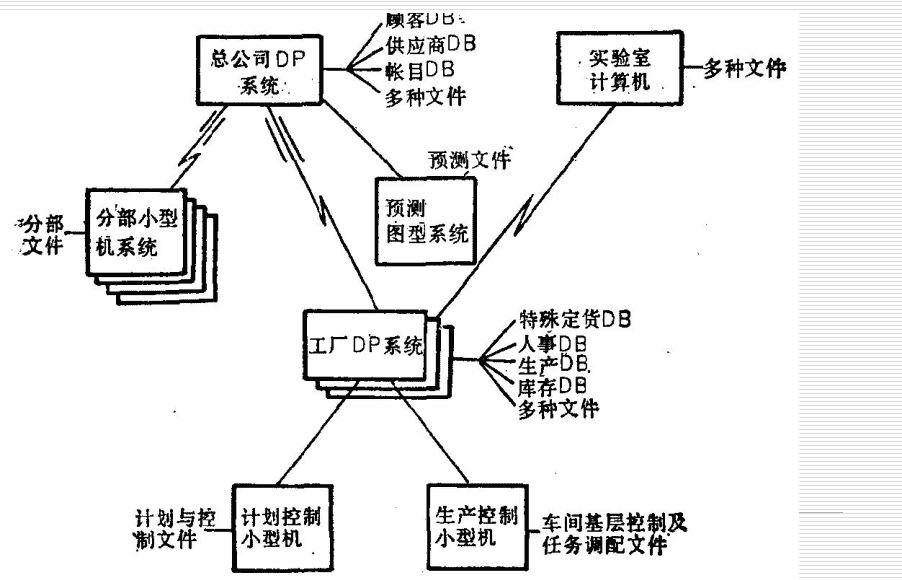 顾客DB
供应商DB
帐目DB
多种文件
总公司DP
系统
实验室
计算机
多种文件
预测文件
预测
图型系统
分部
文件
分部小型
机系统
工厂DP系统
特殊定货DB
人事DB
生产DB
库存DB
多种文件
计划与控
制文件
计划控制
小型机
生产控制
小型机
车间基层控制及
任务调配文件